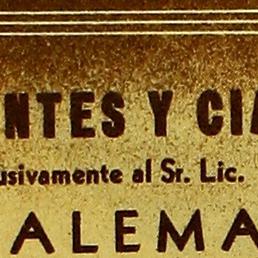 NTES Y CIA
usivamente al Sr. Lic.
ALEMA